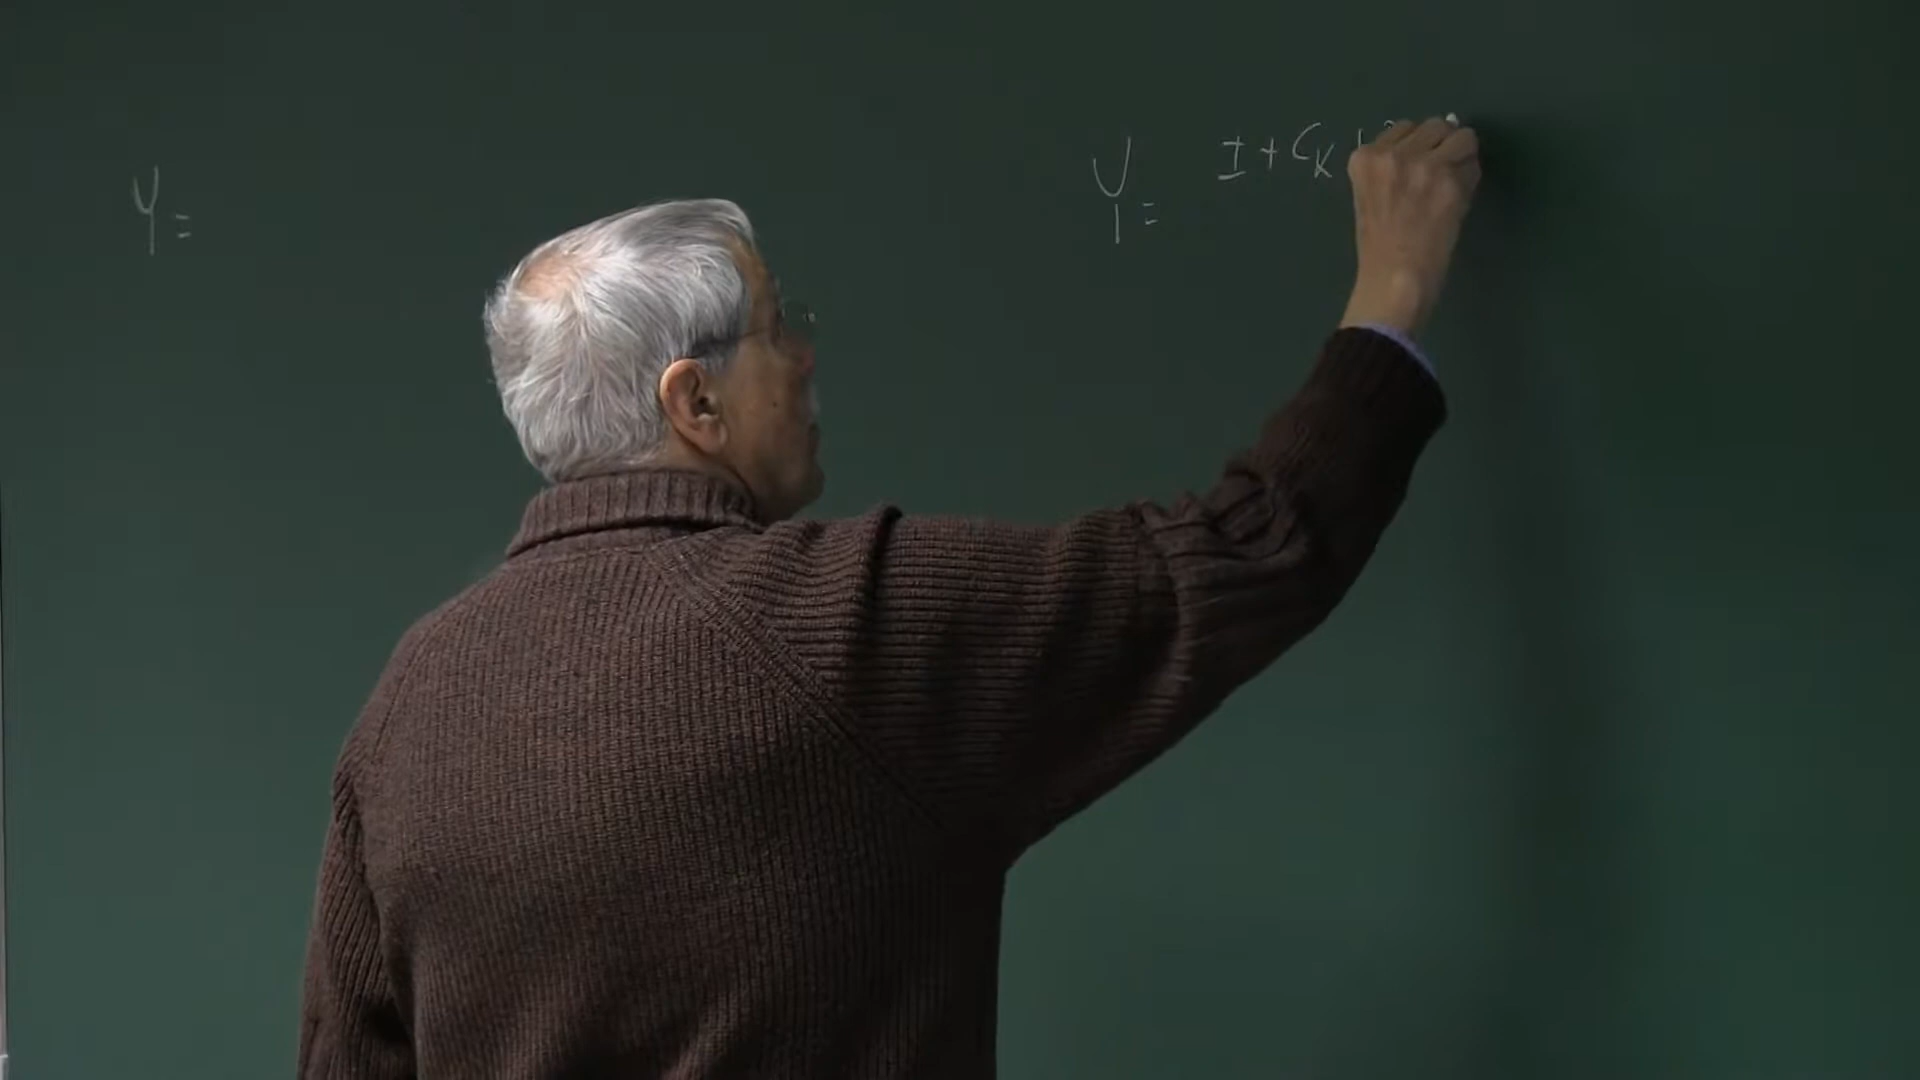 Y =
Y = I + C_K +